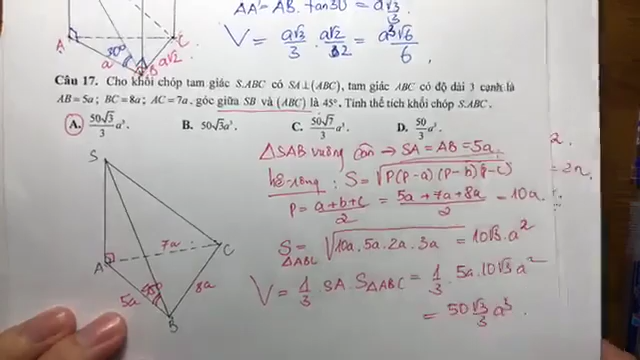 AA' = AB. tan30 = a√3/3
V = a√3/3 . a√2/2 = a³√6/6
A 30° a B a√2 C
Câu 17. Cho khối chóp tam giác S.ABC có SA⊥(ABC), tam giác ABC có độ dài 3 cạnh là
AB=5a; BC=8a; AC=7a, góc giữa SB và (ABC) là 45°. Tính thể tích khối chóp S.ABC.
A. 50√3/3 a³. B. 50√3a³. C. 50√7/3 a³. D. 50/3 a³.
ΔSAB vuông cân → SA = AB = 5a.
: S = √P(P-a)(P-b)(P-c)
P = a+b+c/2 = 5a+7a+8a/2 = 10a.
S ΔABC = √10a.5a.2a.3a = 10√3.a²
V = 1/3 . SA. SΔABC = 1/3 . 5a.10√3 a²
= 50√3/3 a³.
S
A 7a C
5a 8a
B